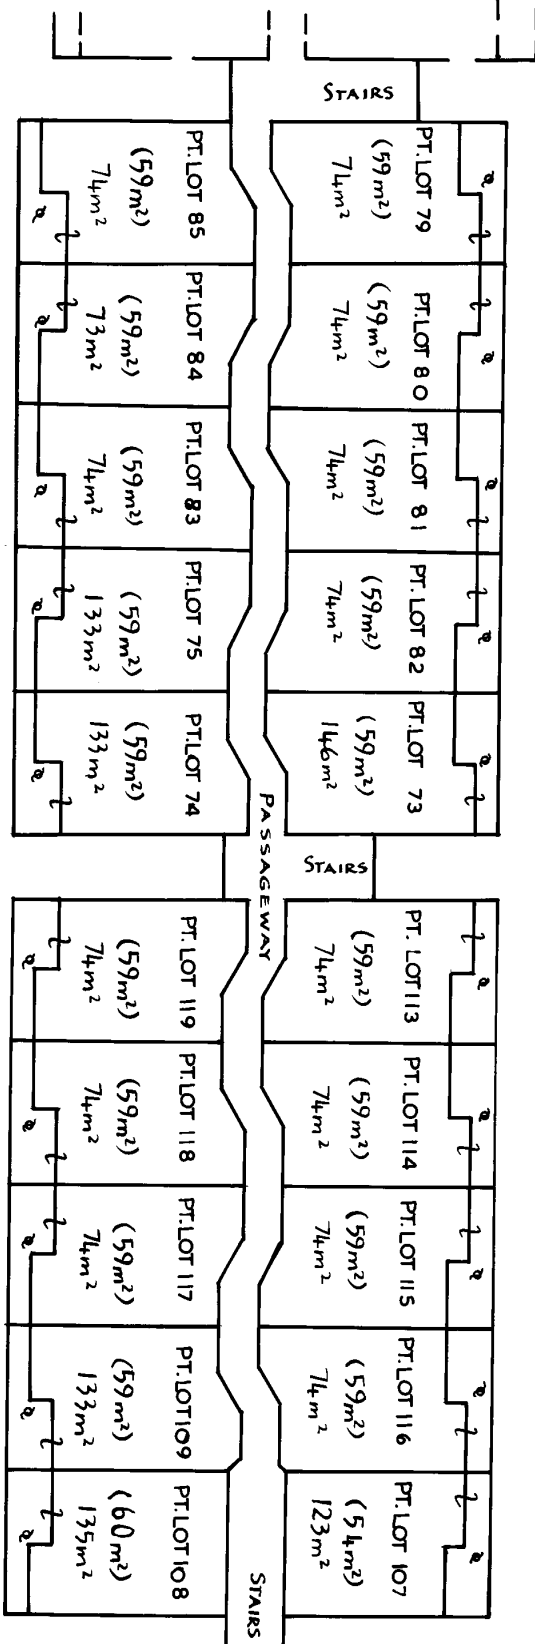 STAIRS
PT. LOT 79
(59m²)
74m²
PT. LOT 80
(59m²)
74m²
PT. LOT 81
(59m²)
74m²
PT. LOT 82
(59m²)
74m²
PT. LOT 73
(59m²)
146m²
STAIRS
PT. LOT 113
(59m²)
74m²
PT. LOT 114
(59m²)
74m²
PT. LOT 115
(59m²)
74m²
PT. LOT 116
(59m²)
74m²
PT. LOT 107
(54m²)
123m²
PASSAGEWAY
STAIRS
PT. LOT 85
(59m²)
74m²
PT. LOT 84
(59m²)
73m²
PT. LOT 83
(59m²)
74m²
PT. LOT 75
(59m²)
133m²
PT. LOT 74
(59m²)
133m²
PT. LOT 119
(59m²)
74m²
PT. LOT 118
(59m²)
74m²
PT. LOT 117
(59m²)
74m²
PT. LOT 109
(59m²)
133m²
PT. LOT 108
(60m²)
135m²